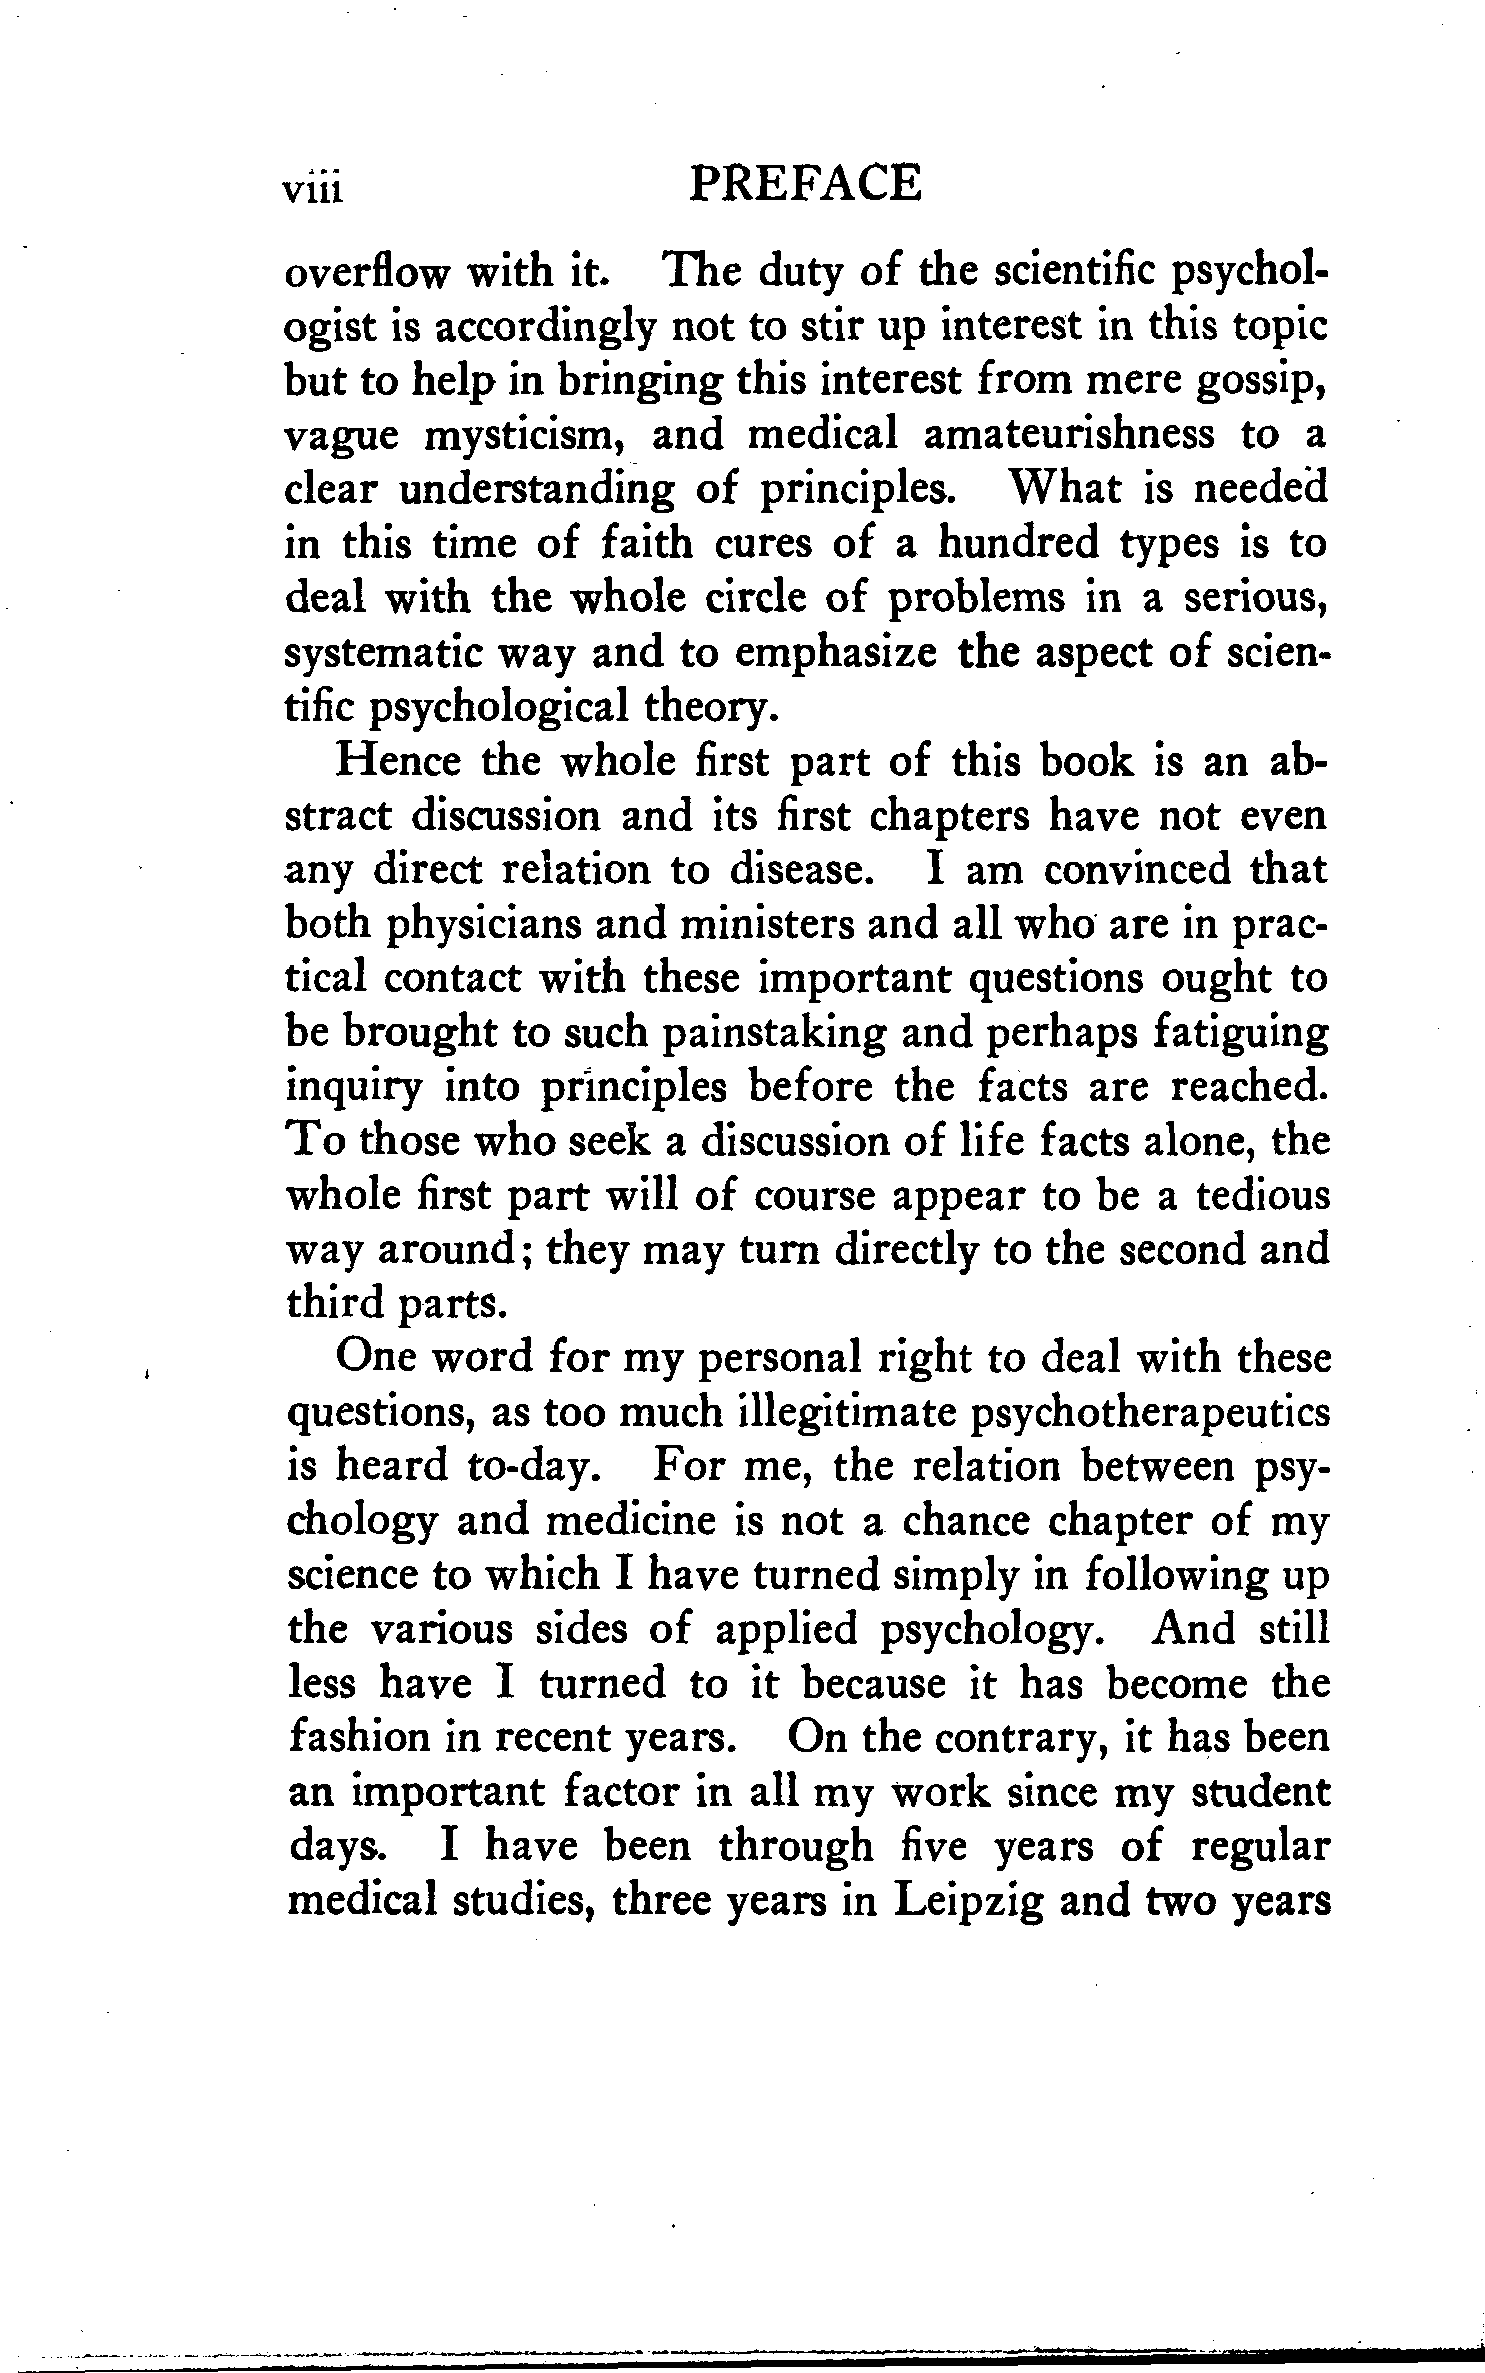 viii PREFACE
overflow with it. The duty of the scientific psychol-
ogist is accordingly not to stir up interest in this topic
but to help in bringing this interest from mere gossip,
vague mysticism, and medical amateurishness to a
clear understanding of principles. What is needed
in this time of faith cures of a hundred types is to
deal with the whole circle of problems in a serious,
systematic way and to emphasize the aspect of scien-
tific psychological theory.
Hence the whole first part of this book is an ab-
stract discussion and its first chapters have not even
any direct relation to disease. I am convinced that
both physicians and ministers and all who are in prac-
tical contact with these important questions ought to
be brought to such painstaking and perhaps fatiguing
inquiry into principles before the facts are reached.
To those who seek a discussion of life facts alone, the
whole first part will of course appear to be a tedious
way around; they may turn directly to the second and
third parts.
One word for my personal right to deal with these
questions, as too much illegitimate psychotherapeutics
is heard to-day. For me, the relation between psy-
chology and medicine is not a chance chapter of my
science to which I have turned simply in following up
the various sides of applied psychology. And still
less have I turned to it because it has become the
fashion in recent years. On the contrary, it has been
an important factor in all my work since my student
days. I have been through five years of regular
medical studies, three years in Leipzig and two years